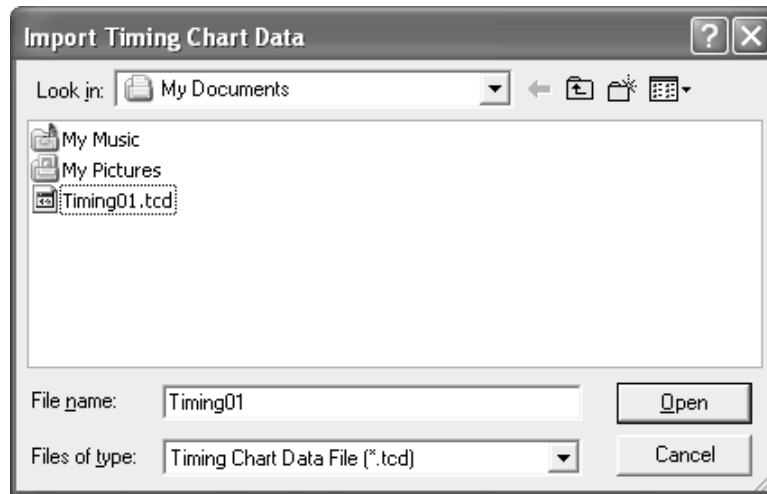 Import Timing Chart Data
Look in: My Documents
My Music
My Pictures
Timing01.tcd
File name: Timing01 Open
Files of type: Timing Chart Data File (*.tcd) Cancel